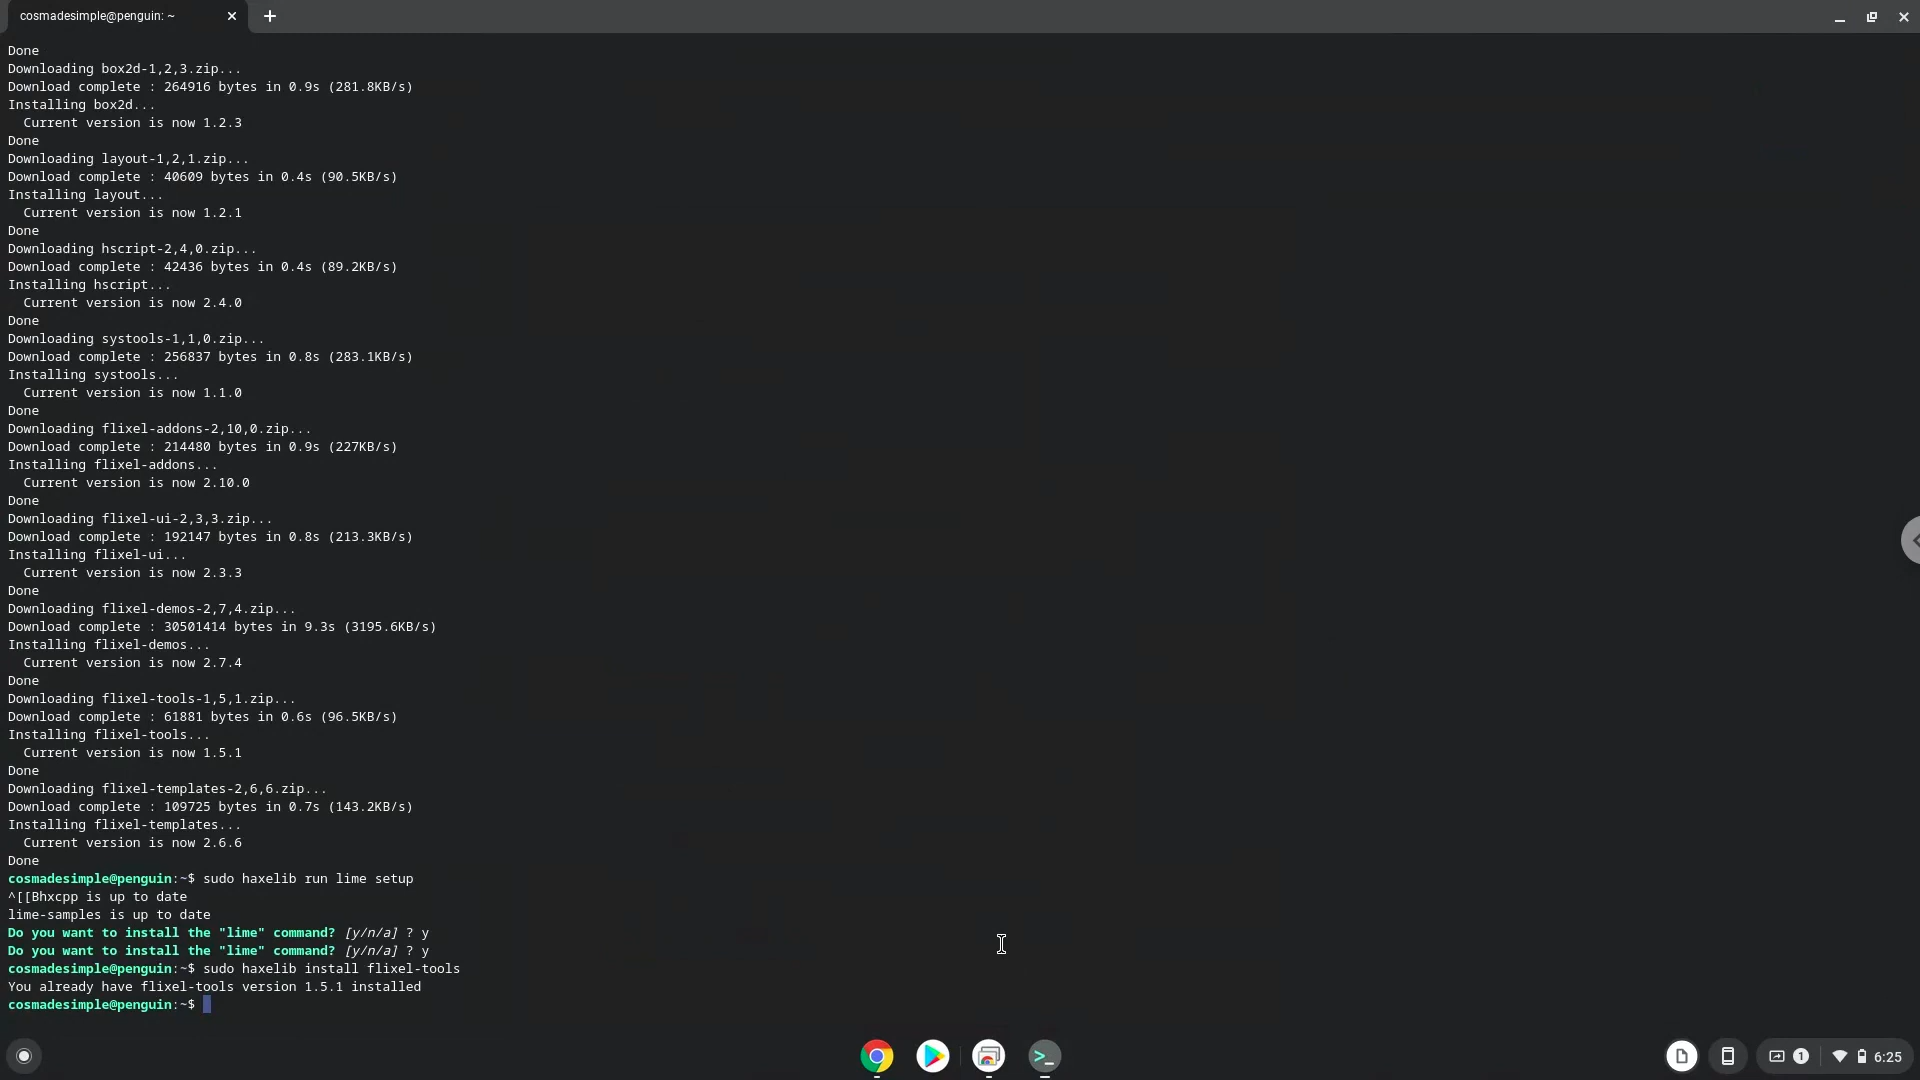 cosmadesimple@penguin: ~
Done
Downloading box2d-1,2,3.zip...
Download complete : 264916 bytes in 0.9s (281.8KB/s)
Installing box2d...
  Current version is now 1.2.3
Done
Downloading layout-1,2,1.zip...
Download complete : 40609 bytes in 0.4s (90.5KB/s)
Installing layout...
  Current version is now 1.2.1
Done
Downloading hscript-2,4,0.zip...
Download complete : 42436 bytes in 0.4s (89.2KB/s)
Installing hscript...
  Current version is now 2.4.0
Done
Downloading systools-1,1,0.zip...
Download complete : 256837 bytes in 0.8s (283.1KB/s)
Installing systools...
  Current version is now 1.1.0
Done
Downloading flixel-addons-2,10,0.zip...
Download complete : 214480 bytes in 0.9s (227KB/s)
Installing flixel-addons...
  Current version is now 2.10.0
Done
Downloading flixel-ui-2,3,3.zip...
Download complete : 192147 bytes in 0.8s (213.3KB/s)
Installing flixel-ui...
  Current version is now 2.3.3
Done
Downloading flixel-demos-2,7,4.zip...
Download complete : 30501414 bytes in 9.3s (3195.6KB/s)
Installing flixel-demos...
  Current version is now 2.7.4
Done
Downloading flixel-tools-1,5,1.zip...
Download complete : 61881 bytes in 0.6s (96.5KB/s)
Installing flixel-tools...
  Current version is now 1.5.1
Done
Downloading flixel-templates-2,6,6.zip...
Download complete : 109725 bytes in 0.7s (143.2KB/s)
Installing flixel-templates...
  Current version is now 2.6.6
Done
cosmadesimple@penguin:~$ sudo haxelib run lime setup
^[[Bhxcpp is up to date
lime-samples is up to date
Do you want to install the "lime" command? [y/n/a] ? y
Do you want to install the "lime" command? [y/n/a] ? y
cosmadesimple@penguin:~$ sudo haxelib install flixel-tools
You already have flixel-tools version 1.5.1 installed
cosmadesimple@penguin:~$
1
6:25